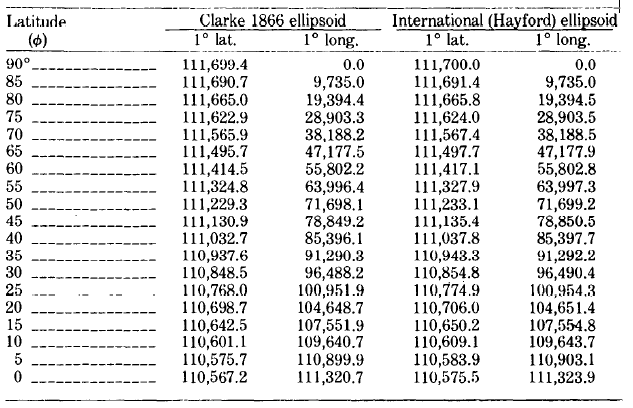 Latitude Clarke 1866 ellipsoid International (Hayford) ellipsoid
(ϕ) 1° lat. 1° long. 1° lat. 1° long.
90° 111,699.4 0.0 111,700.0 0.0
85 111,690.7 9,735.0 111,691.4 9,735.0
80 111,665.0 19,394.4 111,665.8 19,394.5
75 111,622.9 28,903.3 111,624.0 28,903.5
70 111,565.9 38,188.2 111,567.4 38,188.5
65 111,495.7 47,177.5 111,497.7 47,177.9
60 111,414.5 55,802.2 111,417.1 55,802.8
55 111,324.8 63,996.4 111,327.9 63,997.3
50 111,229.3 71,698.1 111,233.1 71,699.2
45 111,130.9 78,849.2 111,135.4 78,850.5
40 111,032.7 85,396.1 111,037.8 85,397.7
35 110,937.6 91,290.3 110,943.3 91,292.2
30 110,848.5 96,488.2 110,854.8 96,490.4
25 110,768.0 100,951.9 110,774.9 100,954.3
20 110,698.7 104,648.7 110,706.0 104,651.4
15 110,642.5 107,551.9 110,650.2 107,554.8
10 110,601.1 109,640.7 110,609.1 109,643.7
5 110,575.7 110,899.9 110,583.9 110,903.1
0 110,567.2 111,320.7 110,575.5 111,323.9